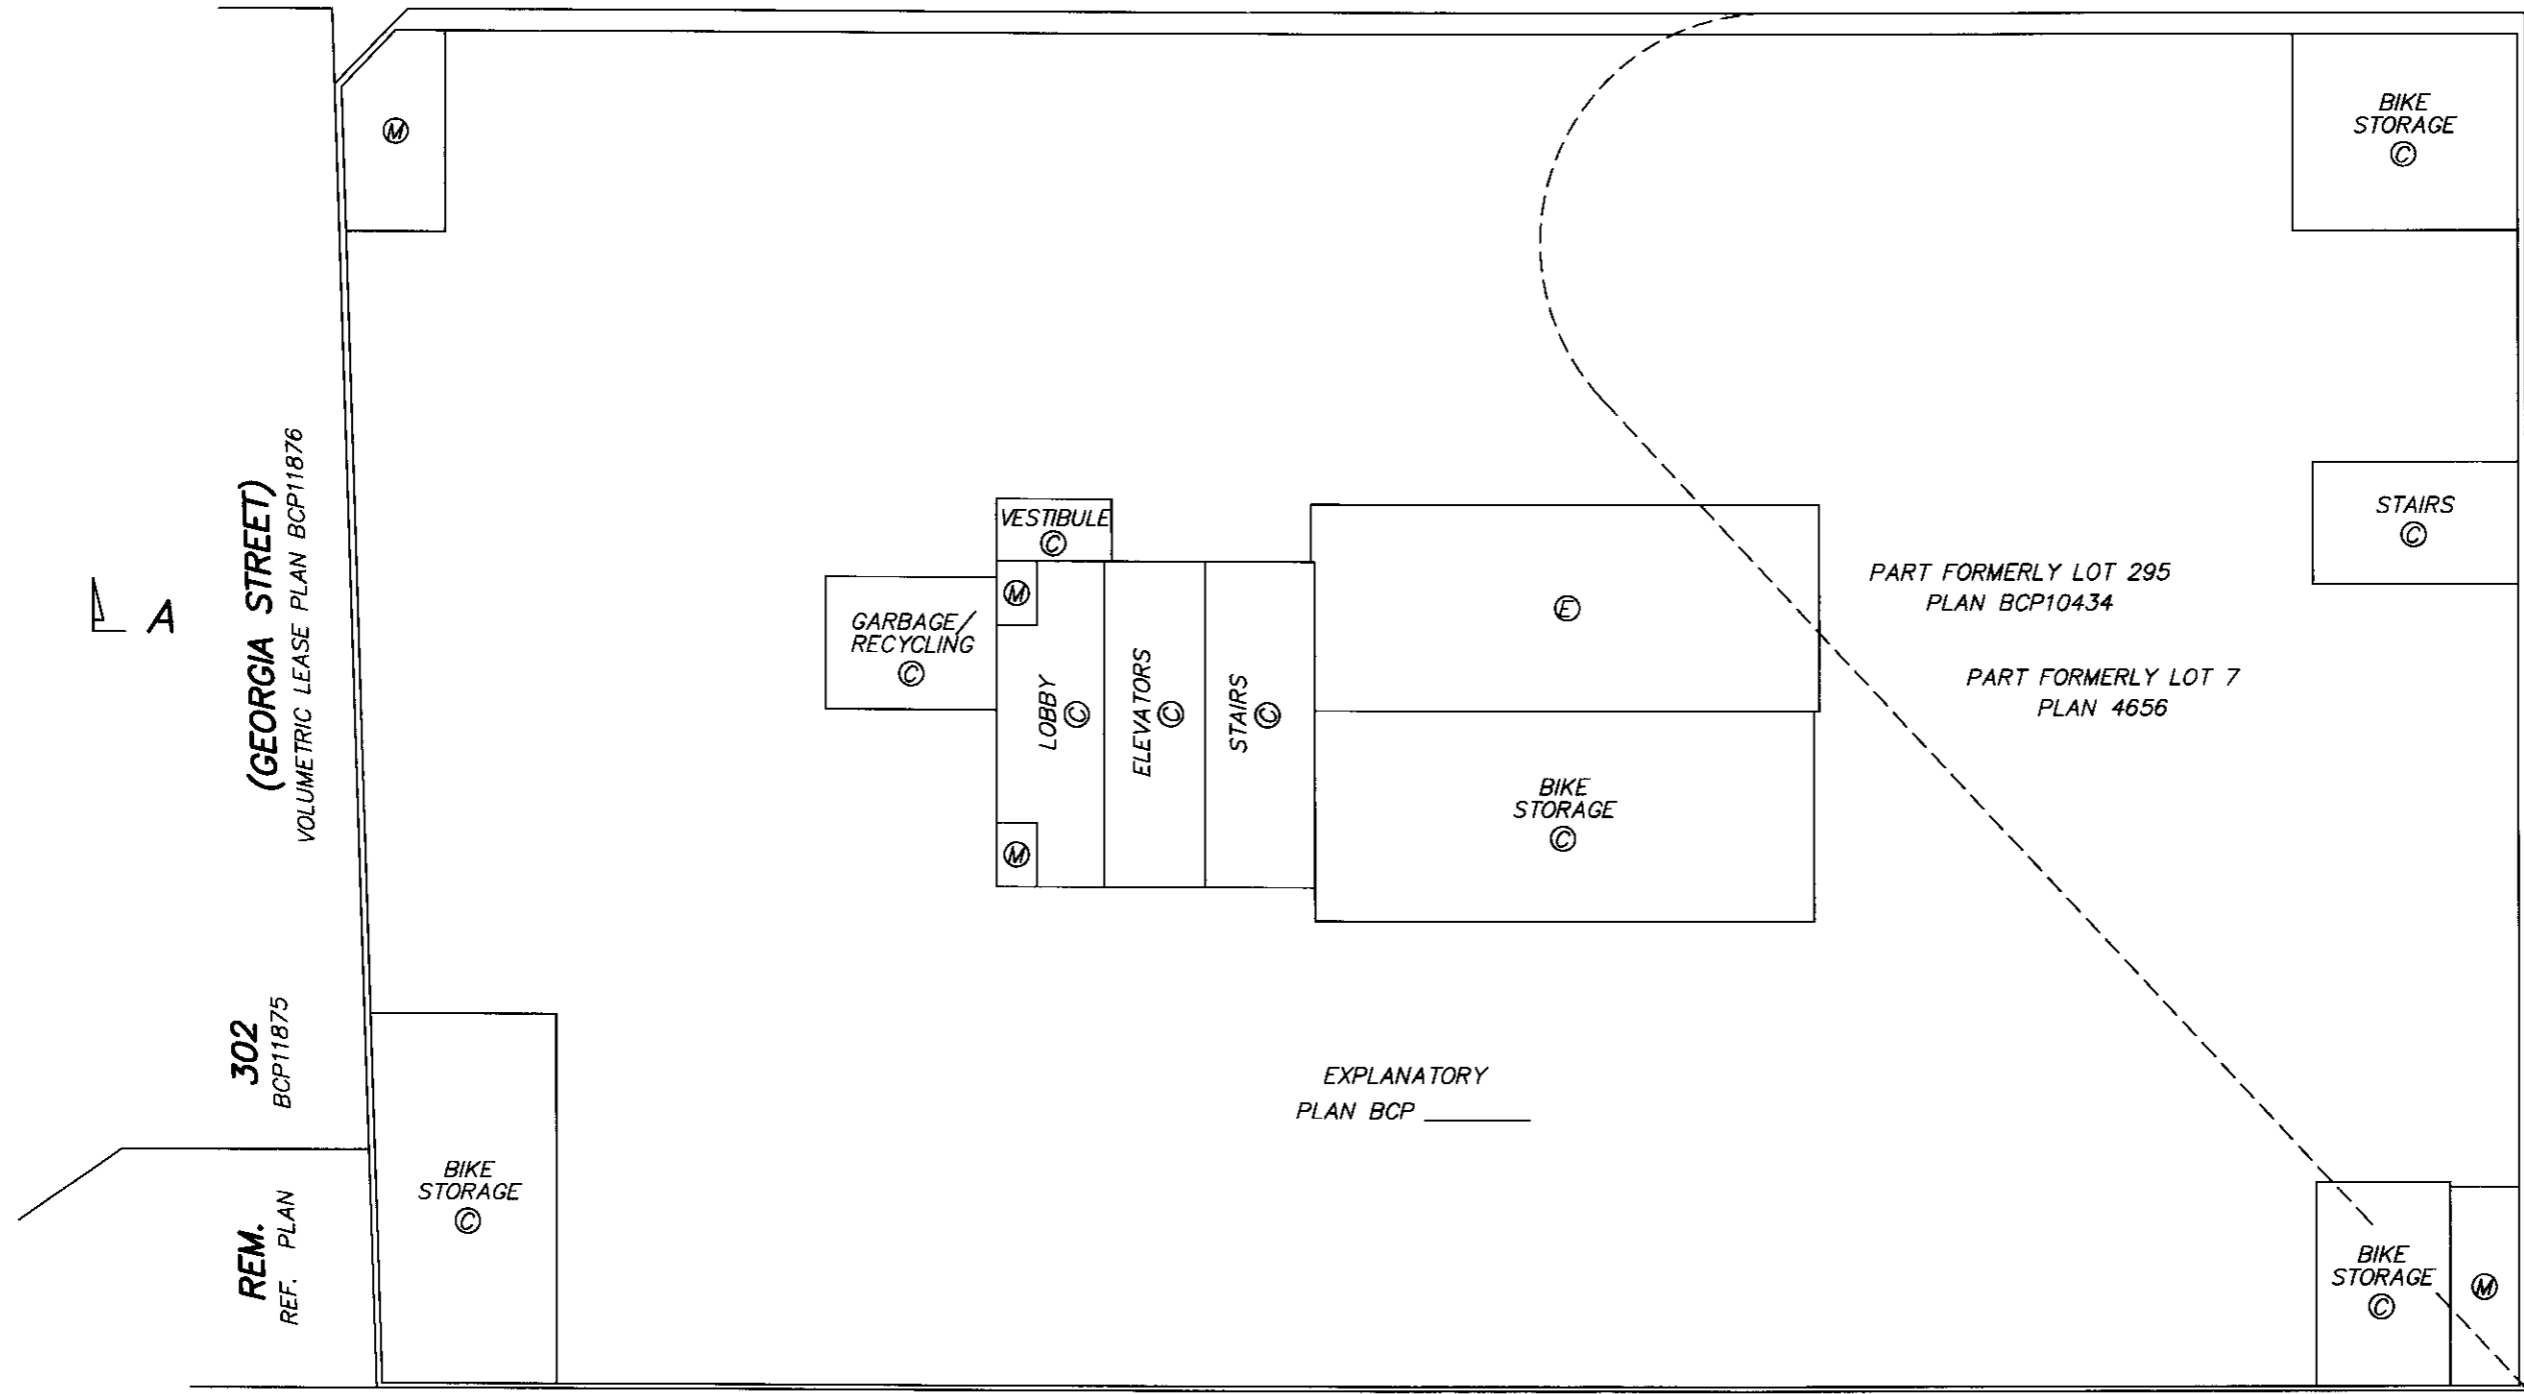 Ⓜ
BIKE
STORAGE
Ⓒ
(GEORGIA STREET)
VOLUMETRIC LEASE PLAN BCP11876
A
VESTIBULE
Ⓒ
STAIRS
Ⓒ
GARBAGE/
RECYCLING
Ⓒ
Ⓜ
LOBBY Ⓒ
ELEVATORS Ⓒ
STAIRS Ⓒ
Ⓔ
PART FORMERLY LOT 295
PLAN BCP10434
PART FORMERLY LOT 7
PLAN 4656
Ⓜ
BIKE
STORAGE
Ⓒ
302
BCP11875
EXPLANATORY
PLAN BCP ______
REM.
REF. PLAN
BIKE
STORAGE
Ⓒ
BIKE
STORAGE
Ⓒ
Ⓜ